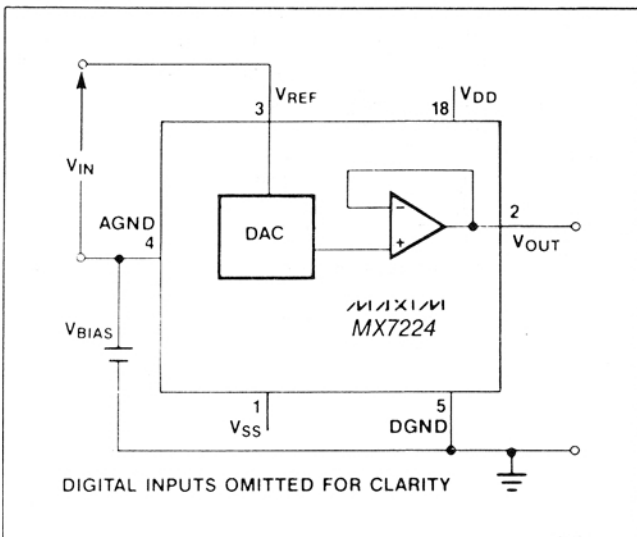 VREF
3
18
VDD
VIN
AGND
4
DAC
−
+
2
VOUT
VBIAS
MAXIM
MX7224
1
VSS
5
DGND
DIGITAL INPUTS OMITTED FOR CLARITY